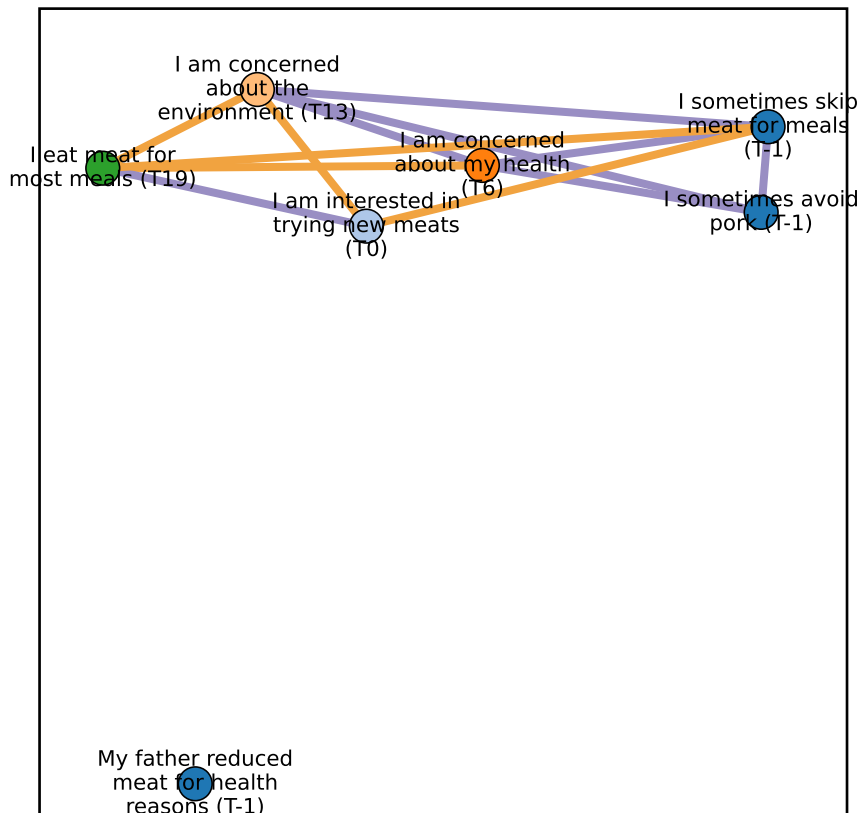 I am concerned
about the
environment (T13)
I sometimes skip
meat for meals
(T-1)
I am concerned
about my health
(T6)
I eat meat for
most meals (T19)
I am interested in
trying new meats
(T0)
I sometimes avoid
pork (T-1)
My father reduced
meat for health
reasons (T-1)